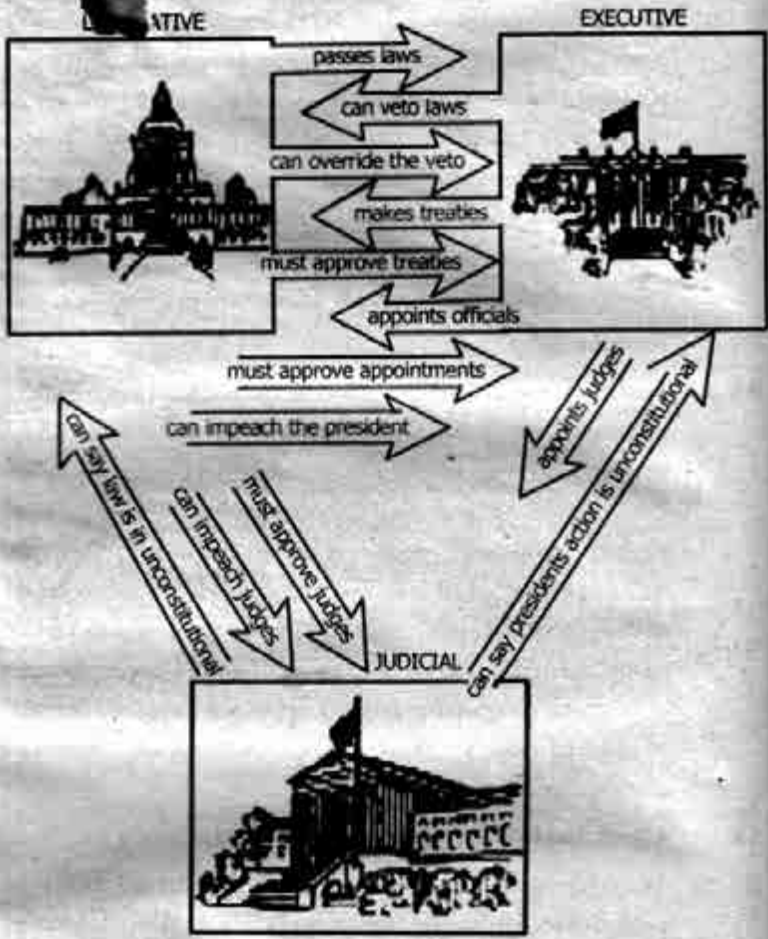 EXECUTIVE
passes laws
can veto laws
can override the veto
makes treaties
must approve treaties
appoints officials
must approve appointments
can impeach the president
appoints judges
can say presidents action is unconstitutional
can say law is in unconstitutional
can impeach judges
must approve judges
JUDICIAL